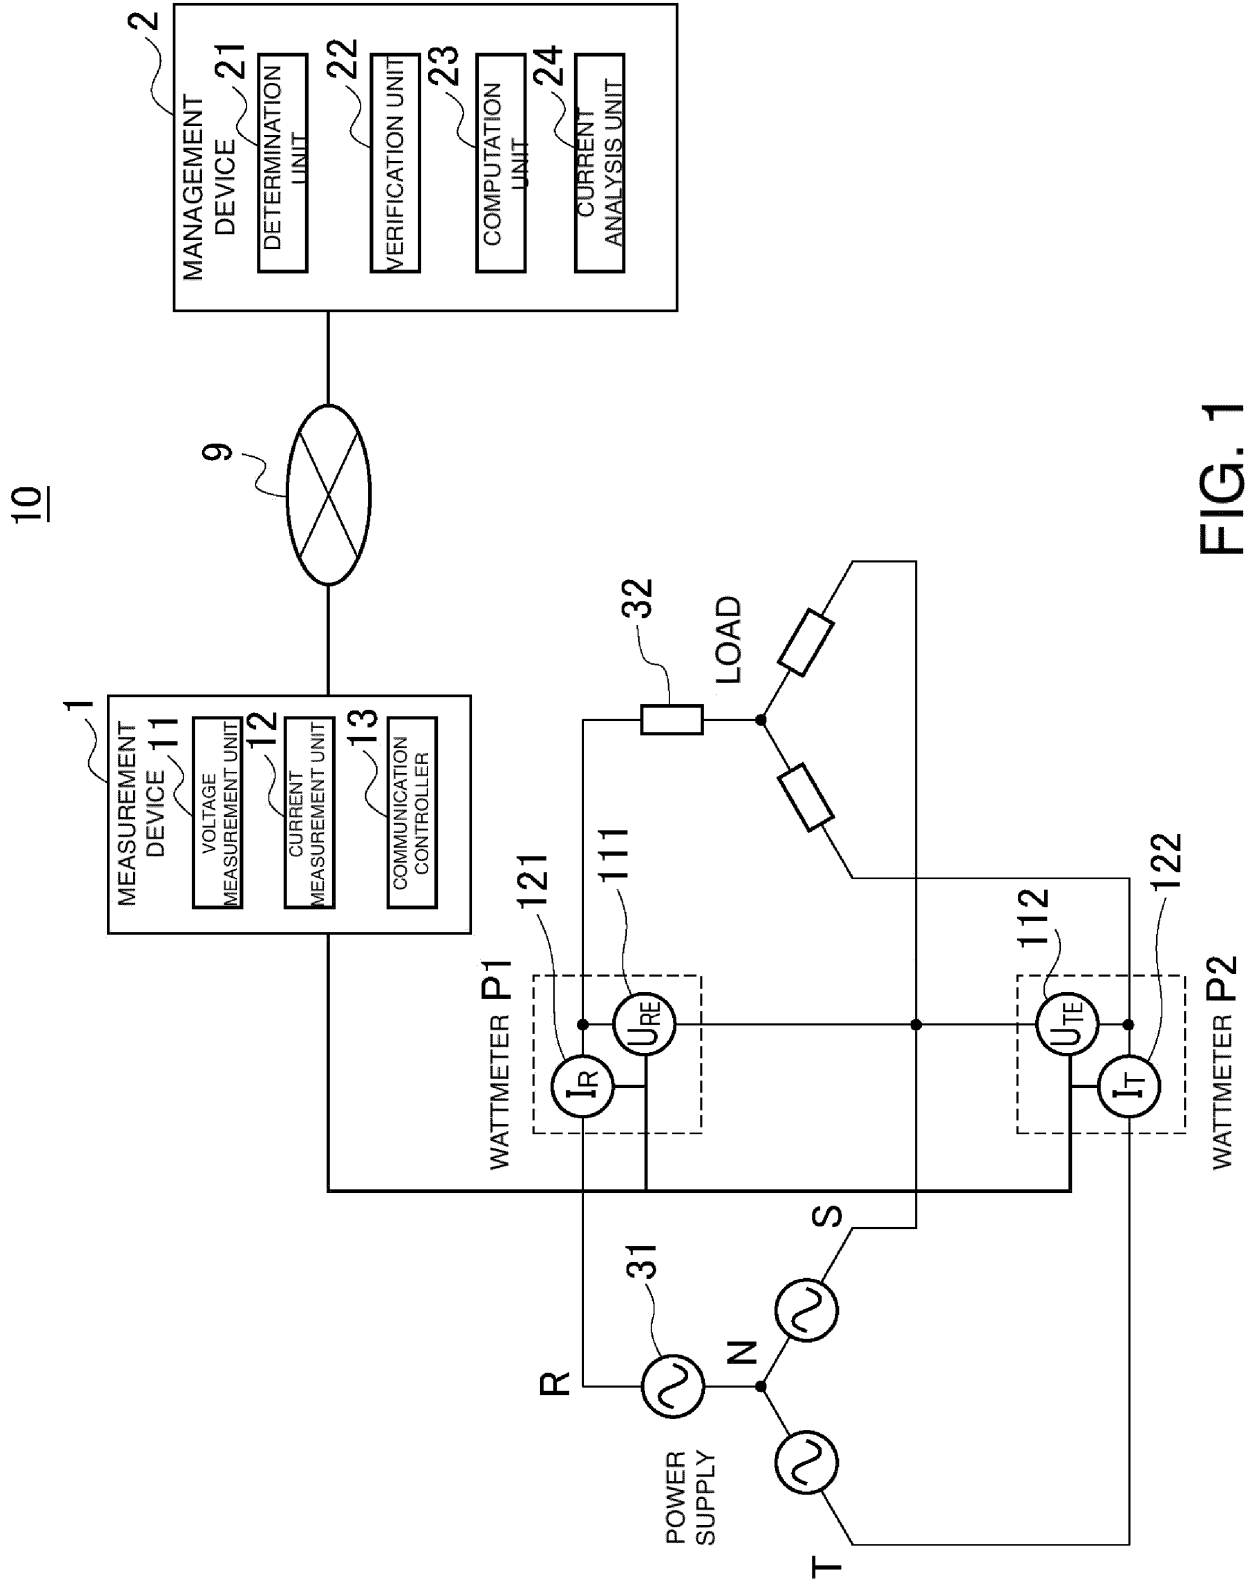 10
1
MEASUREMENT
DEVICE
11
VOLTAGE
MEASUREMENT UNIT
12
CURRENT
MEASUREMENT UNIT
13
COMMUNICATION
CONTROLLER
9
2
MANAGEMENT
DEVICE
21
DETERMINATION
UNIT
22
VERIFICATION UNIT
23
COMPUTATION
UNIT
24
CURRENT
ANALYSIS UNIT
WATTMETER P1
121
111
IR
URE
32
LOAD
R
31
POWER
SUPPLY
N
S
T
112
122
UTE
IT
WATTMETER P2
FIG. 1